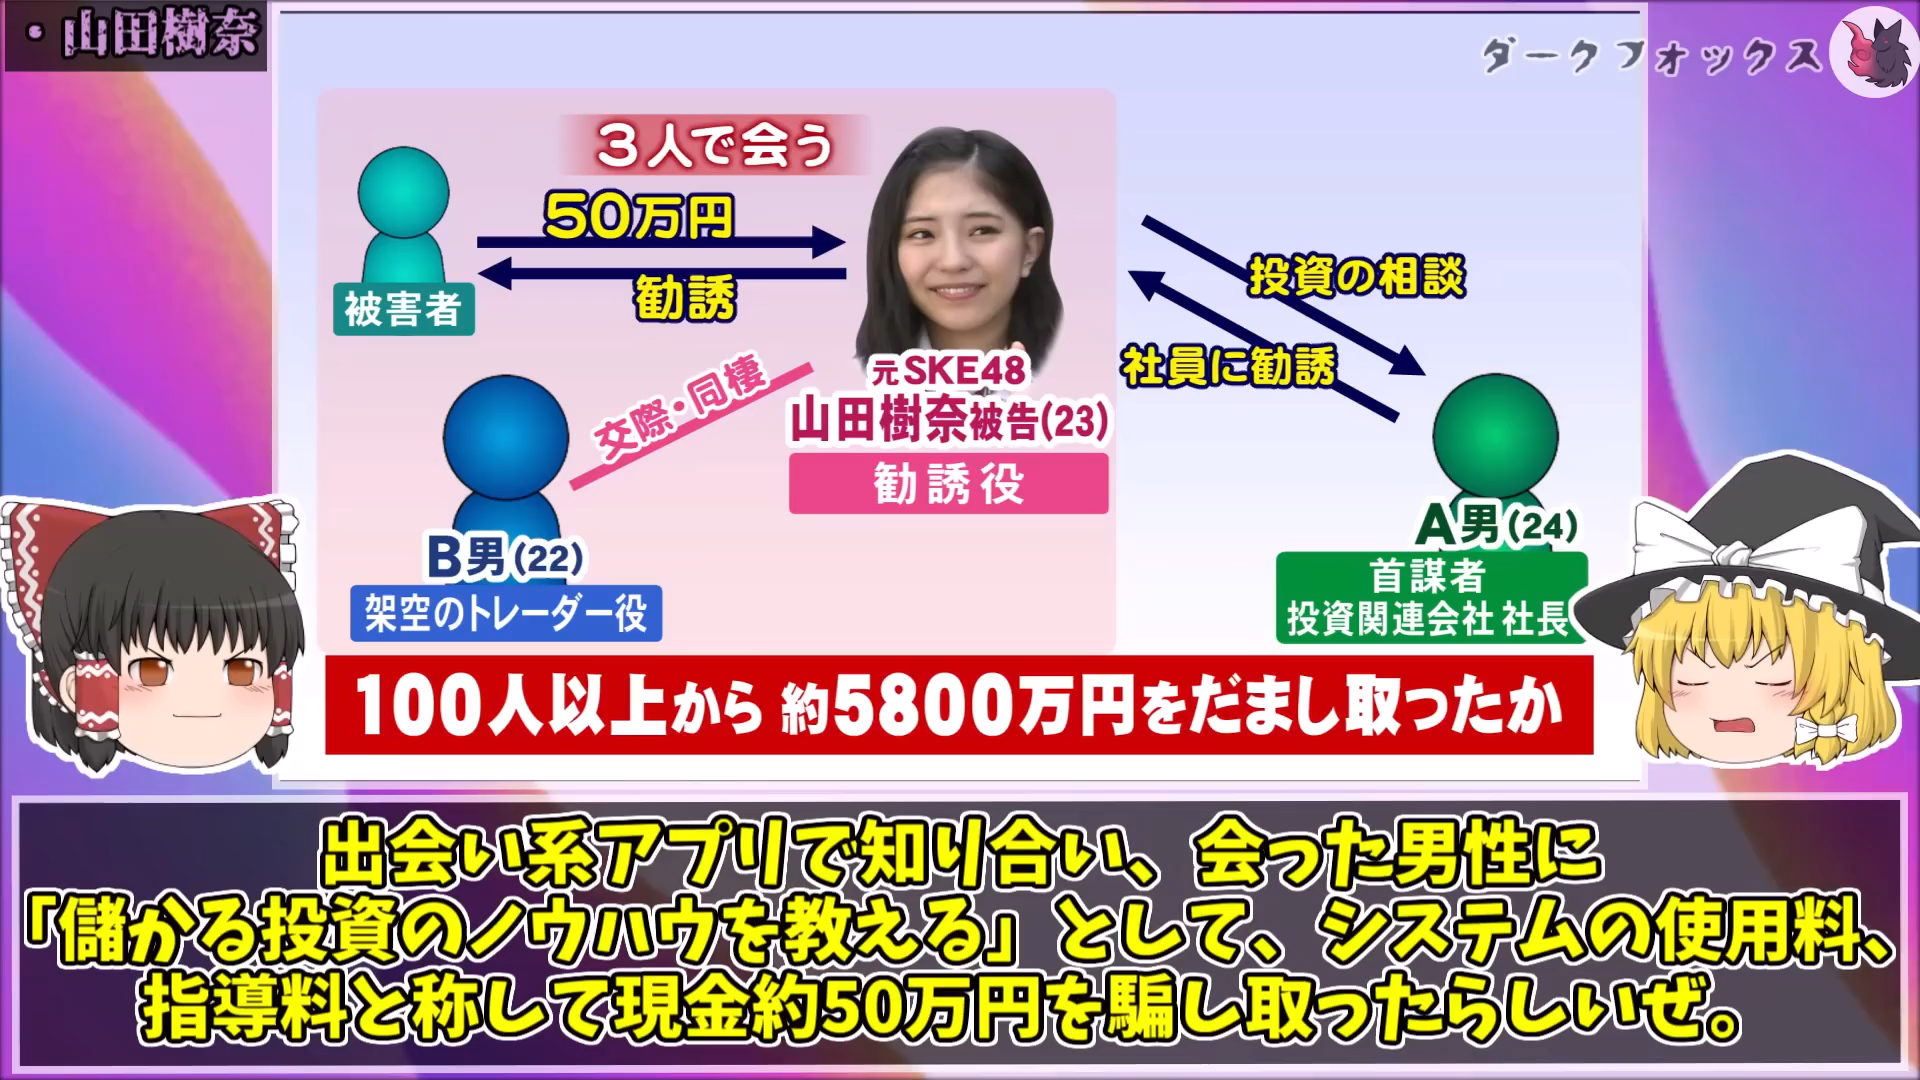 ・山田樹奈
ダークフォックス
3人で会う
50万円
勧誘
被害者
投資の相談
社員に勧誘
交際・同棲
元SKE48
山田樹奈被告(23)
勧誘役
B男(22)
架空のトレーダー役
A男(24)
首謀者
投資関連会社 社長
100人以上から 約5800万円をだまし取ったか
出会い系アプリで知り合い、会った男性に
「儲かる投資のノウハウを教える」として、システムの使用料、
指導料と称して現金約50万円を騙し取ったらしいぜ。